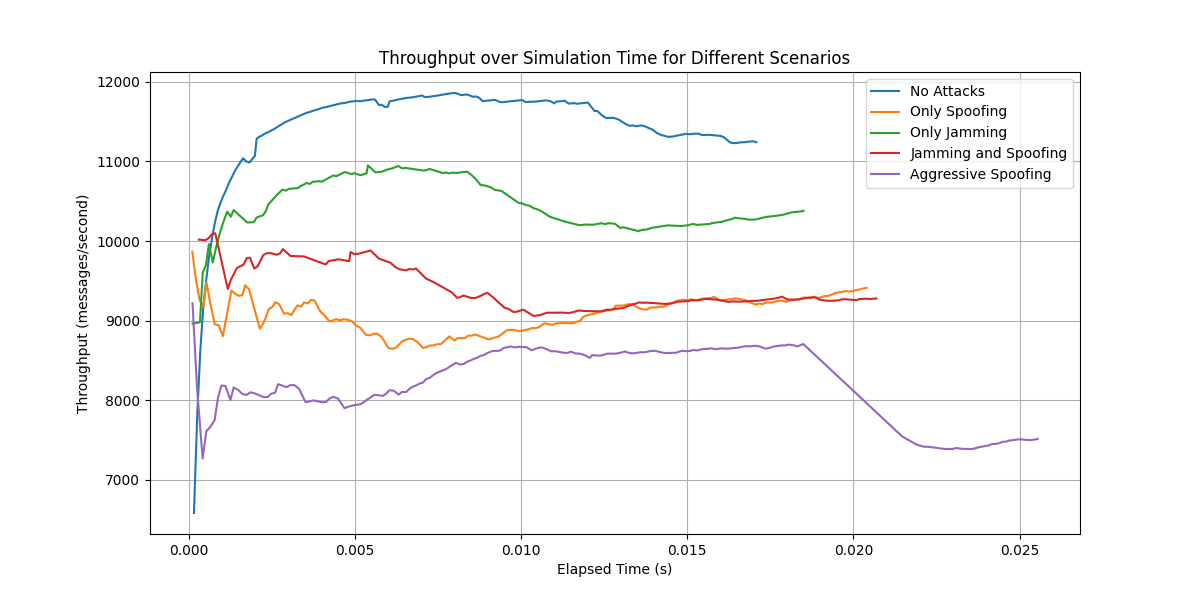 Throughput over Simulation Time for Different Scenarios
12000
11000
10000
9000
8000
7000
Throughput (messages/second)
No Attacks
Only Spoofing
Only Jamming
Jamming and Spoofing
Aggressive Spoofing
0.000 0.005 0.010 0.015 0.020 0.025
Elapsed Time (s)